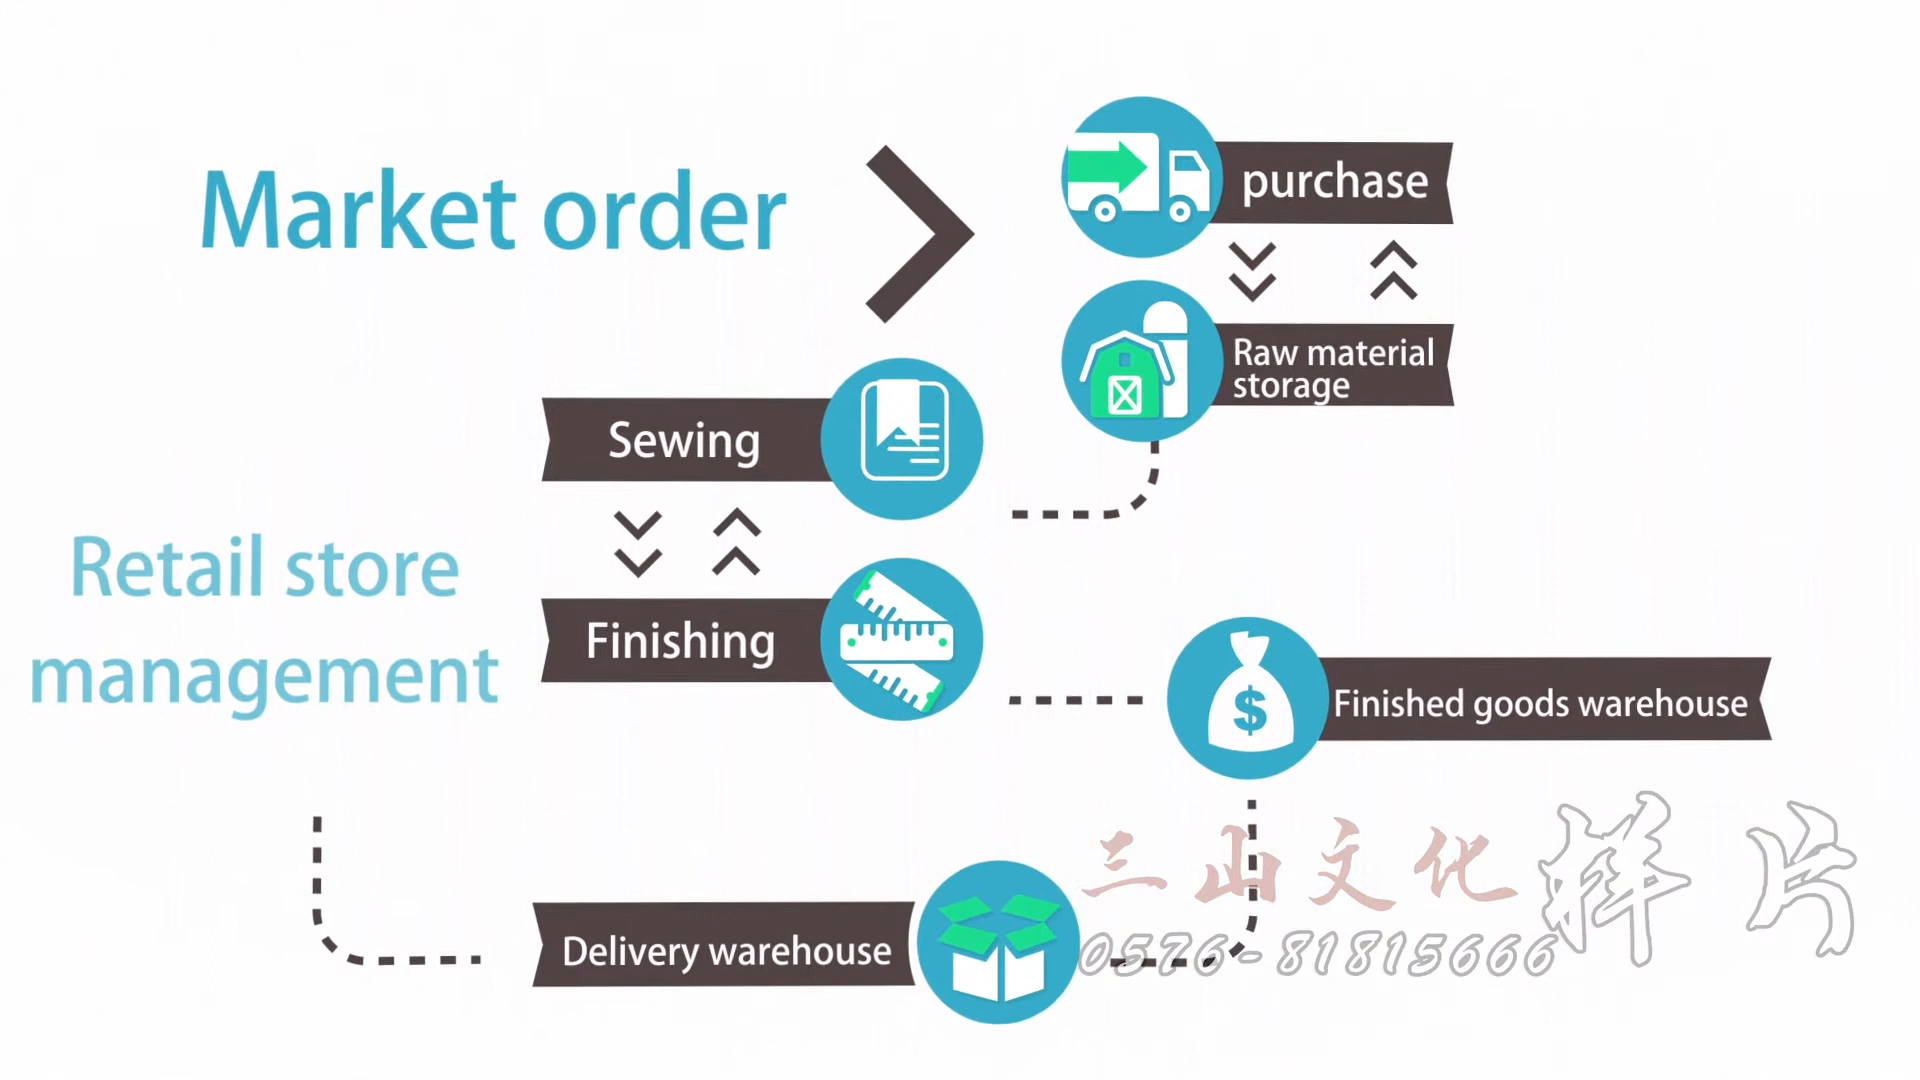 Market order
purchase
Raw material
storage
Sewing
Retail store
management
Finishing
$
Finished goods warehouse
三山文化样片
0576-81815666
Delivery warehouse